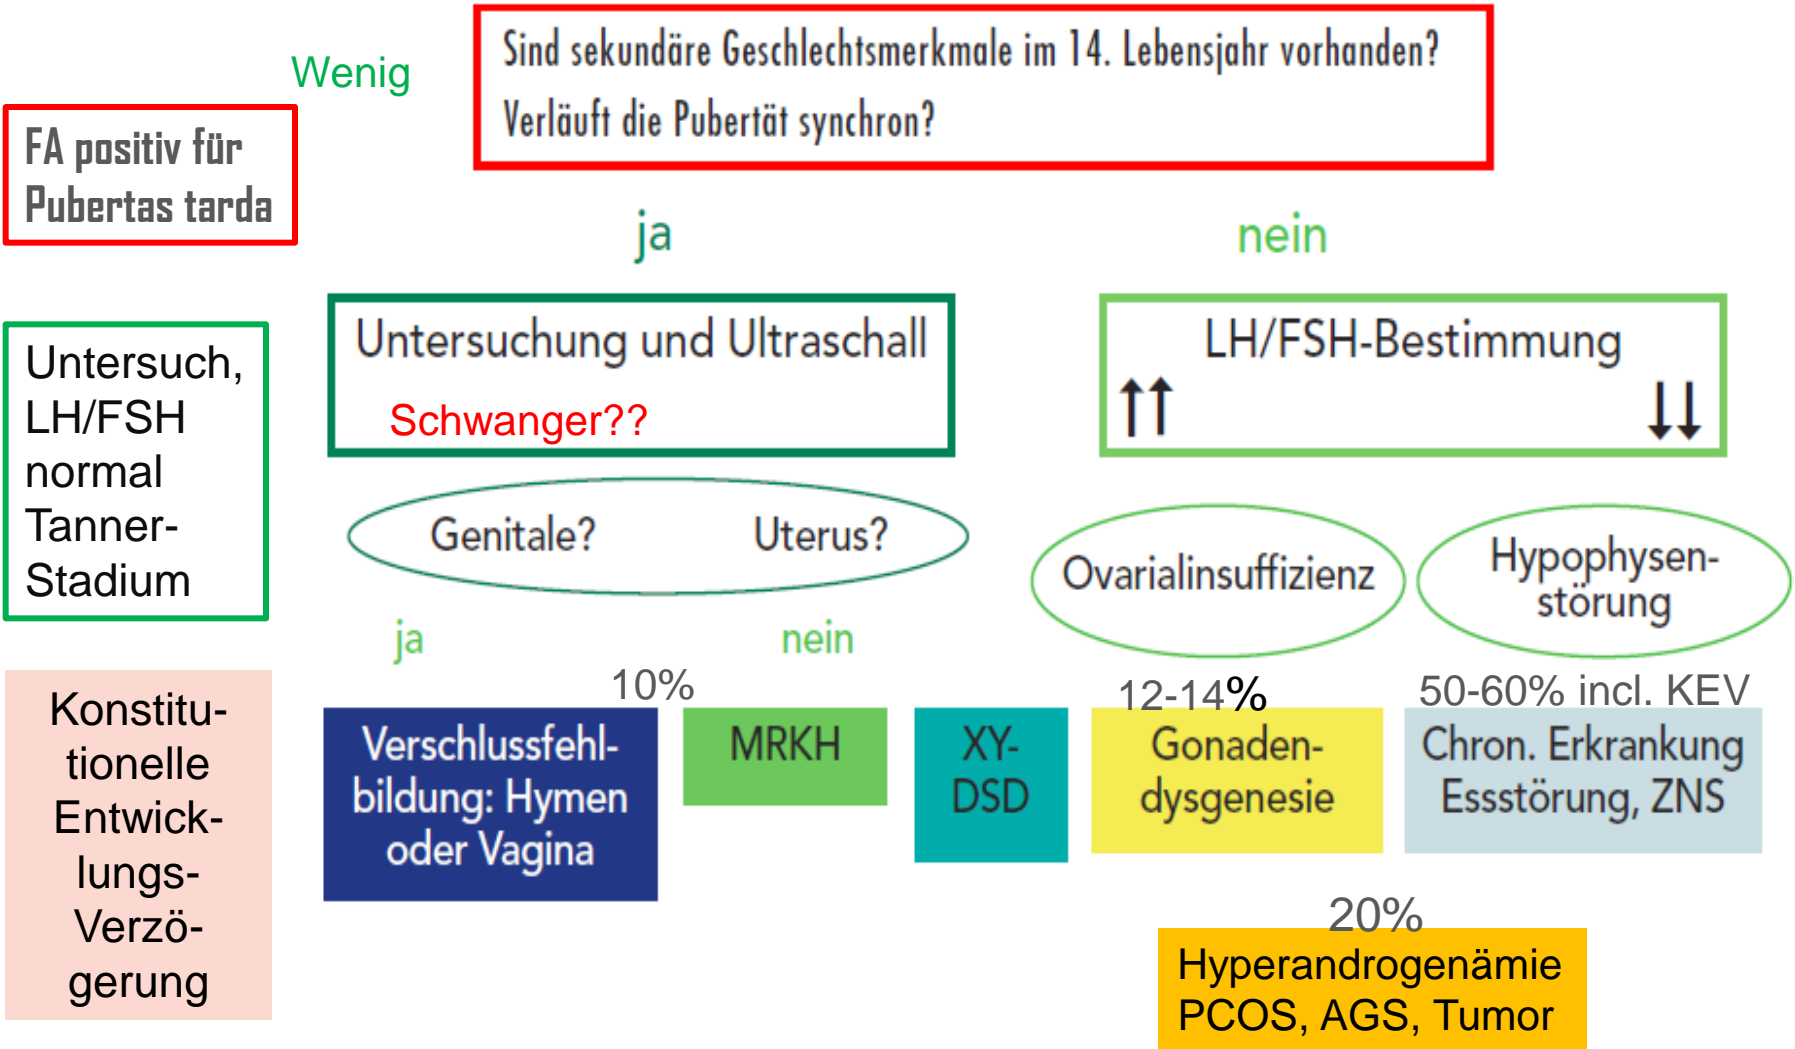 Sind sekundäre Geschlechtsmerkmale im 14. Lebensjahr vorhanden?
Verläuft die Pubertät synchron?
Wenig
FA positiv für
Pubertas tarda
ja
nein
Untersuch,
LH/FSH
normal
Tanner-
Stadium
Untersuchung und Ultraschall
Schwanger??
LH/FSH-Bestimmung
↑↑ ↓↓
Genitale? Uterus?
Ovarialinsuffizienz
Hypophysen-
störung
ja nein
10%
12-14%
50-60% incl. KEV
Konstitu-
tionelle
Entwick-
lungs-
Verzö-
gerung
Verschlussfehl-
bildung: Hymen
oder Vagina
MRKH
XY-
DSD
Gonaden-
dysgenesie
Chron. Erkrankung
Essstörung, ZNS
20%
Hyperandrogenämie
PCOS, AGS, Tumor